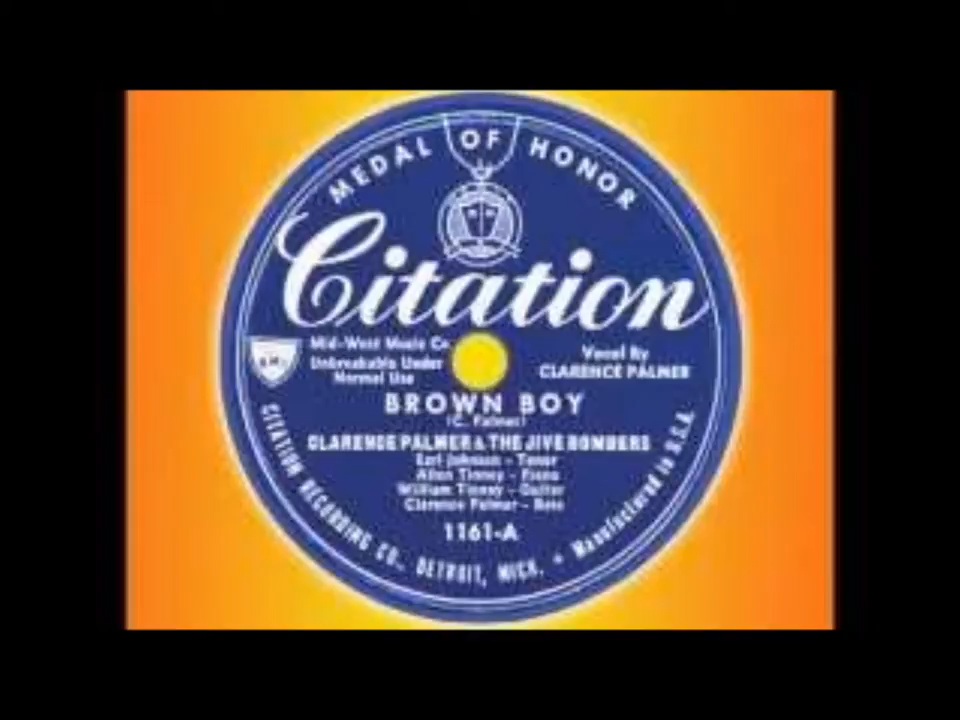 MEDAL OF HONOR
Citation
Mid-West Music Co.
Unbreakable Under
Normal Use
Vocal By
CLARENCE PALMER
BROWN BOY
(C. Palmer)
CLARENCE PALMER & THE JIVE BOMBERS
Earl Johnson - Tenor
Allen Tinney - Piano
William Tinney - Guitar
Clarence Palmer - Bass
1161-A
CITATION RECORDING CO., DETROIT, MICH. • Manufactured in U.S.A.